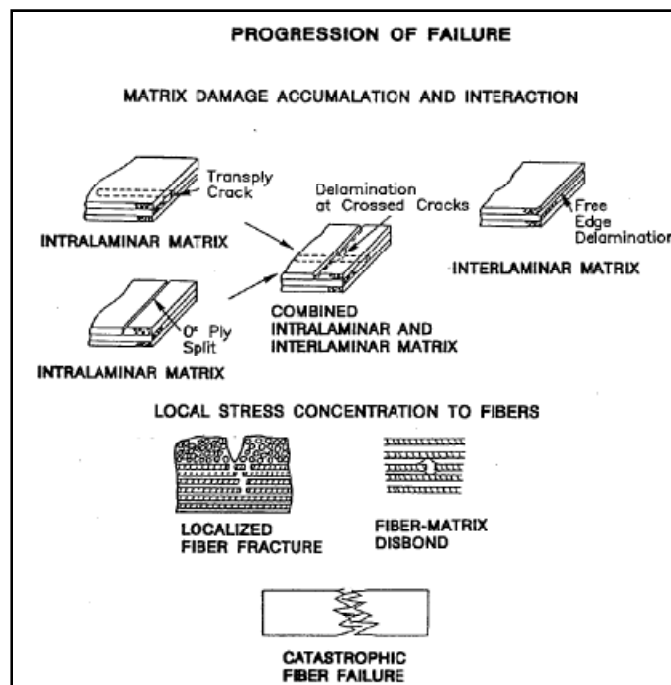 PROGRESSION OF FAILURE
MATRIX DAMAGE ACCUMALATION AND INTERACTION
Transply
Crack
INTRALAMINAR MATRIX
Delamination
at Crossed Cracks
Free
Edge
Delamination
INTERLAMINAR MATRIX
0° Ply
Split
INTRALAMINAR MATRIX
COMBINED
INTRALAMINAR AND
INTERLAMINAR MATRIX
LOCAL STRESS CONCENTRATION TO FIBERS
LOCALIZED
FIBER FRACTURE
FIBER-MATRIX
DISBOND
CATASTROPHIC
FIBER FAILURE